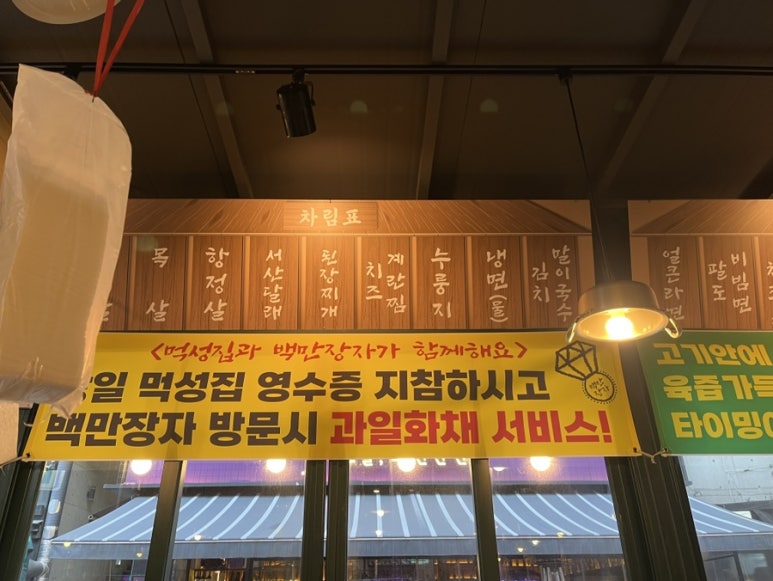 차림표
목살
항정살
서산달래
된장찌개
치즈
계란찜
누룽지
냉면(물)
김치
말이국수
얼큰라면
팔도
비빔면
<먹성집과 백만장자가 함께해요>
먹성집 영수증 지참하시고
백만장자 방문시 과일화채 서비스!
고기안에
육즙가득
타이밍